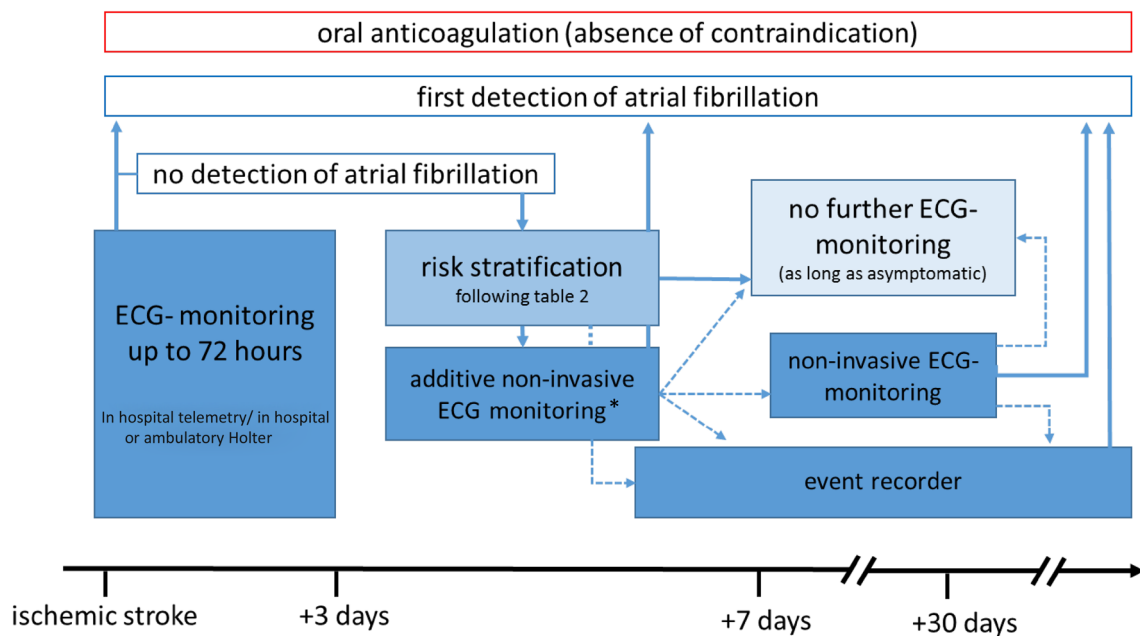 oral anticoagulation (absence of contraindication)
first detection of atrial fibrillation
no detection of atrial fibrillation
ECG- monitoring
up to 72 hours
In hospital telemetry/ in hospital
or ambulatory Holter
risk stratification
following table 2
additive non-invasive
ECG monitoring*
no further ECG-
monitoring
(as long as asymptomatic)
non-invasive ECG-
monitoring
event recorder
ischemic stroke
+3 days
+7 days
+30 days